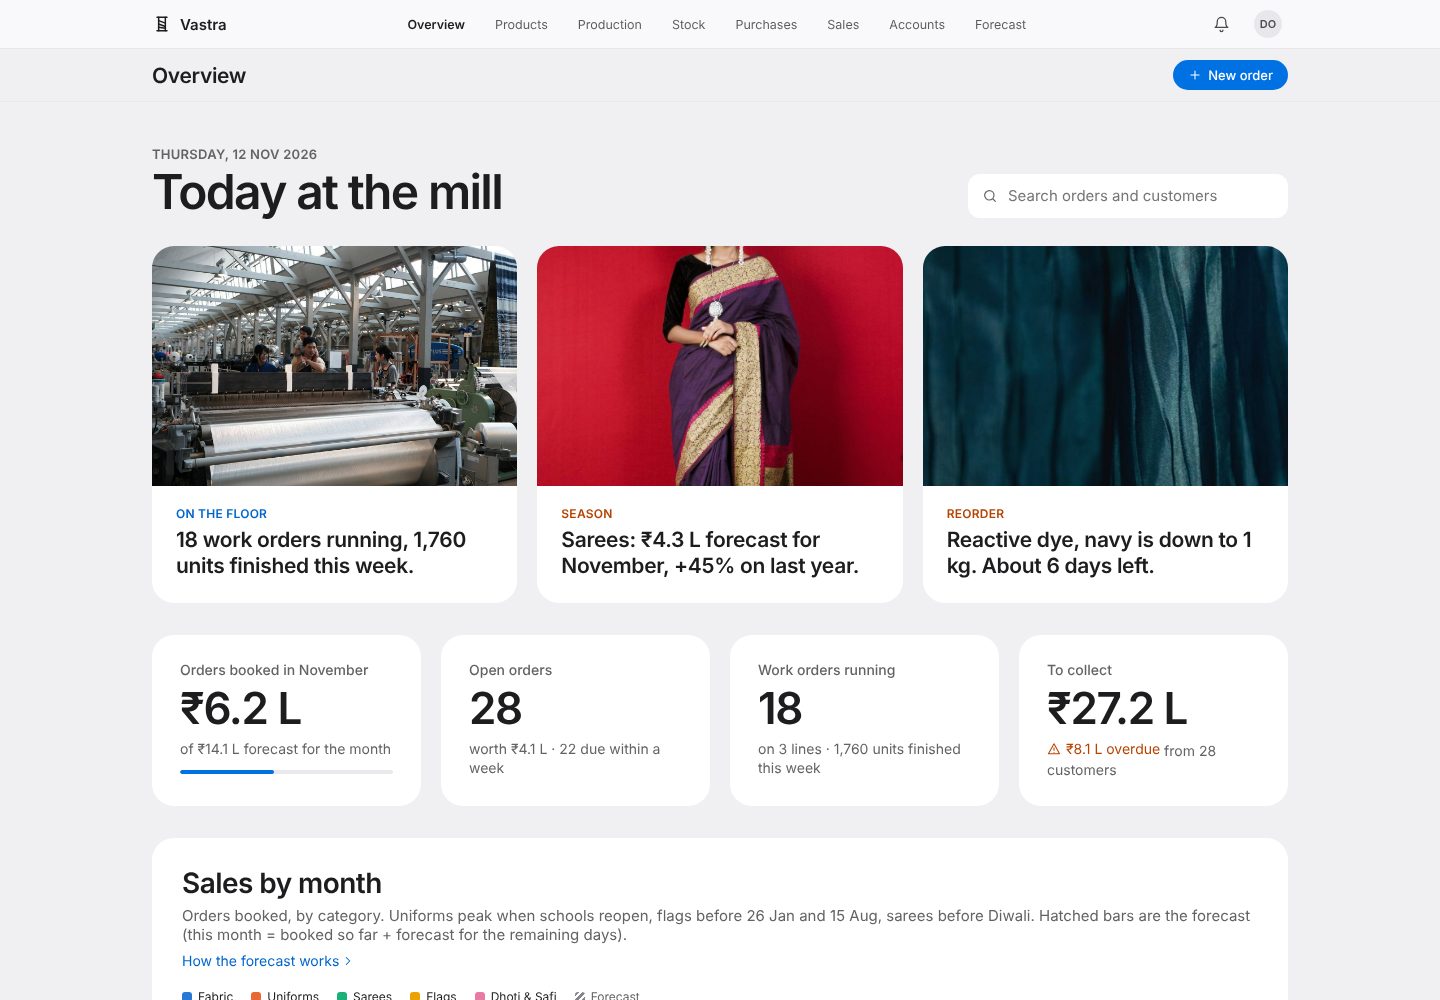 Vastra
Overview Products Production Stock Purchases Sales Accounts Forecast
DO
Overview
New order
THURSDAY, 12 NOV 2026
Today at the mill
Search orders and customers
ON THE FLOOR
18 work orders running, 1,760
units finished this week.
SEASON
Sarees: ₹4.3 L forecast for
November, +45% on last year.
REORDER
Reactive dye, navy is down to 1
kg. About 6 days left.
Orders booked in November
₹6.2 L
of ₹14.1 L forecast for the month
Open orders
28
worth ₹4.1 L · 22 due within a
week
Work orders running
18
on 3 lines · 1,760 units finished
this week
To collect
₹27.2 L
₹8.1 L overdue from 28
customers
Sales by month
Orders booked, by category. Uniforms peak when schools reopen, flags before 26 Jan and 15 Aug, sarees before Diwali. Hatched bars are the forecast
(this month = booked so far + forecast for the remaining days).
How the forecast works
Fabric Uniforms Sarees Flags Dhoti & Safi Forecast